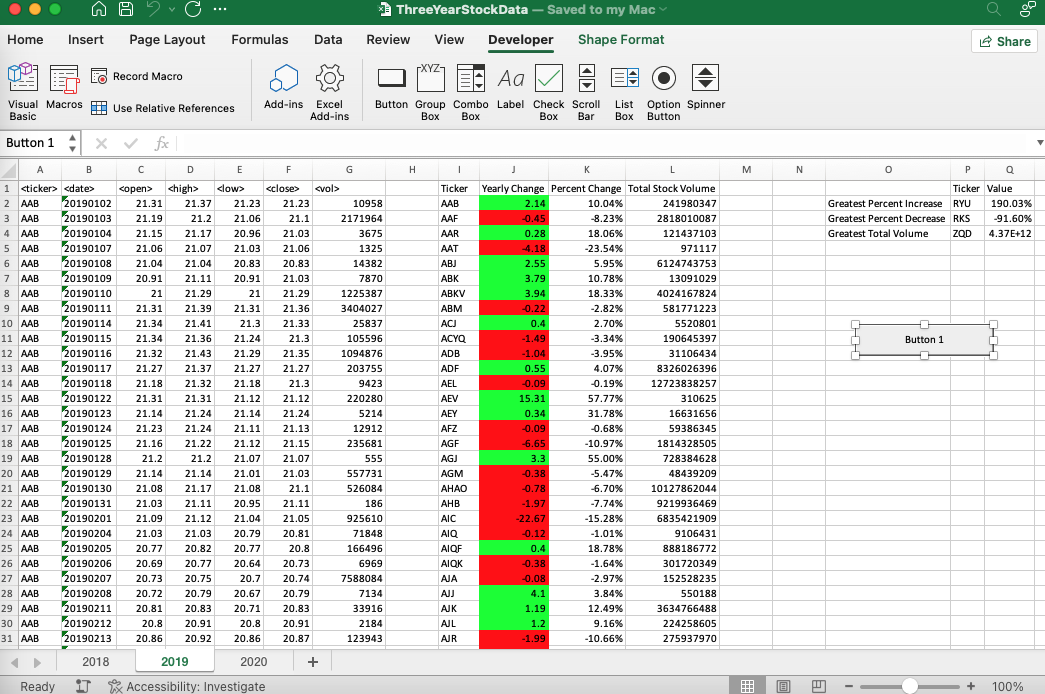 ThreeYearStockData — Saved to my Mac
Home Insert Page Layout Formulas Data Review View Developer Shape Format Share
Visual Basic Macros Record Macro Use Relative References Add-ins Excel Add-ins Button XYZ Group Box Combo Box Aa Label Check Box Scroll Bar List Box Option Button Spinner
Button 1 fx
A B C D E F G H I J K L M N O P Q
1 <ticker> <date> <open> <high> <low> <close> <vol> Ticker Yearly Change Percent Change Total Stock Volume Ticker Value
2 AAB 20190102 21.31 21.37 21.23 21.23 10958 AAB 2.14 10.04% 241980347 Greatest Percent Increase RYU 190.03%
3 AAB 20190103 21.19 21.2 21.06 21.1 2171964 AAF -0.45 -8.23% 2818010087 Greatest Percent Decrease RKS -91.60%
4 AAB 20190104 21.15 21.17 20.96 21.03 3675 AAR 0.28 18.06% 121437103 Greatest Total Volume ZQD 4.37E+12
5 AAB 20190107 21.06 21.07 21.03 21.06 1325 AAT -4.18 -23.54% 971117
6 AAB 20190108 21.04 21.04 20.83 20.83 14382 ABJ 2.55 5.95% 6124743753
7 AAB 20190109 20.91 21.11 20.91 21.03 7870 ABK 3.79 10.78% 13091029
8 AAB 20190110 21 21.29 21 21.29 1225387 ABKV 3.94 18.33% 4024167824
9 AAB 20190111 21.31 21.39 21.31 21.36 3404027 ABM -0.22 -2.82% 581771223
10 AAB 20190114 21.34 21.41 21.3 21.33 25837 ACJ 0.4 2.70% 5520801
11 AAB 20190115 21.34 21.36 21.24 21.3 105596 ACYQ -1.49 -3.34% 190645397 Button 1
12 AAB 20190116 21.32 21.43 21.29 21.35 1094876 ADB -1.04 -3.95% 31106434
13 AAB 20190117 21.27 21.37 21.27 21.27 203755 ADF 0.55 4.07% 8326026396
14 AAB 20190118 21.18 21.32 21.18 21.3 9423 AEL -0.09 -0.19% 12723838257
15 AAB 20190122 21.31 21.31 21.12 21.12 220280 AEV 15.31 57.77% 310625
16 AAB 20190123 21.14 21.24 21.14 21.24 5214 AEY 0.34 31.78% 16631656
17 AAB 20190124 21.23 21.24 21.11 21.13 12912 AFZ -0.09 -0.68% 59386345
18 AAB 20190125 21.16 21.22 21.12 21.15 235681 AGF -6.65 -10.97% 1814328505
19 AAB 20190128 21.2 21.2 21.07 21.07 555 AGJ 3.3 55.00% 728384628
20 AAB 20190129 21.14 21.14 21.01 21.03 557731 AGM -0.38 -5.47% 48439209
21 AAB 20190130 21.08 21.17 21.08 21.1 526084 AHAO -0.78 -6.70% 10127862044
22 AAB 20190131 21.03 21.11 20.95 21.11 186 AHB -1.97 -7.74% 9219936469
23 AAB 20190201 21.09 21.12 21.04 21.05 925610 AIC -22.67 -15.28% 6835421909
24 AAB 20190204 21.03 21.03 20.79 20.81 71848 AIQ -0.12 -1.01% 9106431
25 AAB 20190205 20.77 20.82 20.77 20.8 166496 AIQF 0.4 18.78% 888186772
26 AAB 20190206 20.69 20.77 20.64 20.73 6969 AIQK -0.38 -1.64% 301720349
27 AAB 20190207 20.73 20.75 20.7 20.74 7588084 AJA -0.08 -2.97% 152528235
28 AAB 20190208 20.72 20.79 20.67 20.79 7134 AJJ 4.1 3.84% 550188
29 AAB 20190211 20.81 20.83 20.71 20.83 33916 AJK 1.19 12.49% 3634766488
30 AAB 20190212 20.8 20.91 20.8 20.91 2184 AJL 1.2 9.16% 224258605
31 AAB 20190213 20.86 20.92 20.86 20.87 123943 AJR -1.99 -10.66% 275937970
2018 2019 2020 +
Ready Accessibility: Investigate 100%